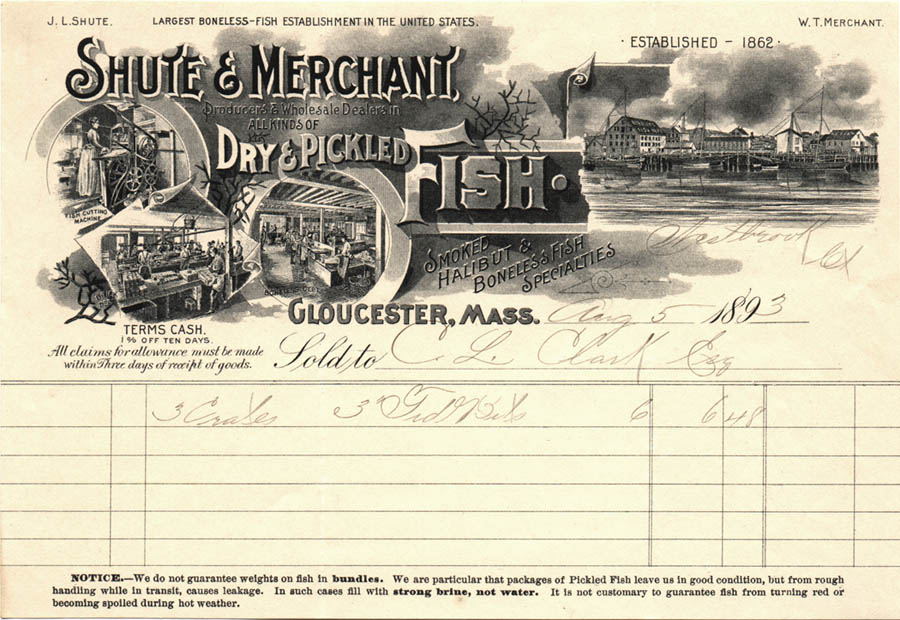 J. L. SHUTE. LARGEST BONELESS-FISH ESTABLISHMENT IN THE UNITED STATES. W. T. MERCHANT.
· ESTABLISHED - 1862 ·
SHUTE & MERCHANT,
Producers & Wholesale Dealers in
ALL KINDS OF
DRY & PICKLED
FISH.
FISH CUTTING
MACHINE
SMOKED
HALIBUT &
BONELESS FISH
SPECIALTIES
Westbrook
GLOUCESTER, MASS. Aug 5 1893
TERMS CASH.
1% OFF TEN DAYS.
All claims for allowance must be made
within Three days of receipt of goods.
Sold to C. L. Clark Esq
3 Crates 3 6 6 48
NOTICE.—We do not guarantee weights on fish in bundles. We are particular that packages of Pickled Fish leave us in good condition, but from rough
handling while in transit, causes leakage. In such cases fill with strong brine, not water. It is not customary to guarantee fish from turning red or
becoming spoiled during hot weather.